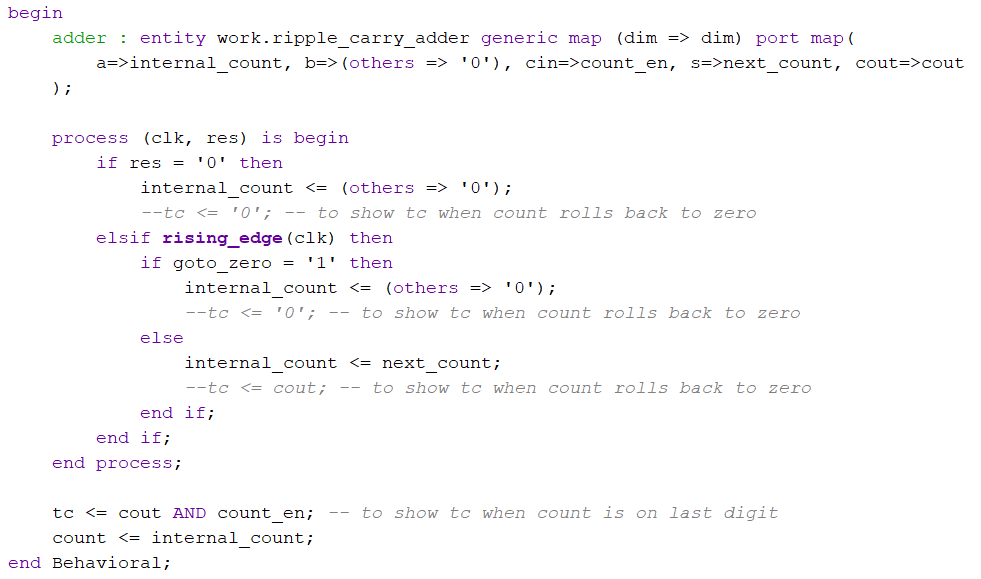 begin
    adder : entity work.ripple_carry_adder generic map (dim => dim) port map(
        a=>internal_count, b=>(others => '0'), cin=>count_en, s=>next_count, cout=>cout
    );

    process (clk, res) is begin
        if res = '0' then
            internal_count <= (others => '0');
            --tc <= '0'; -- to show tc when count rolls back to zero
        elsif rising_edge(clk) then
            if goto_zero = '1' then
                internal_count <= (others => '0');
                --tc <= '0'; -- to show tc when count rolls back to zero
            else
                internal_count <= next_count;
                --tc <= cout; -- to show tc when count rolls back to zero
            end if;
        end if;
    end process;

    tc <= cout AND count_en; -- to show tc when count is on last digit
    count <= internal_count;
end Behavioral;